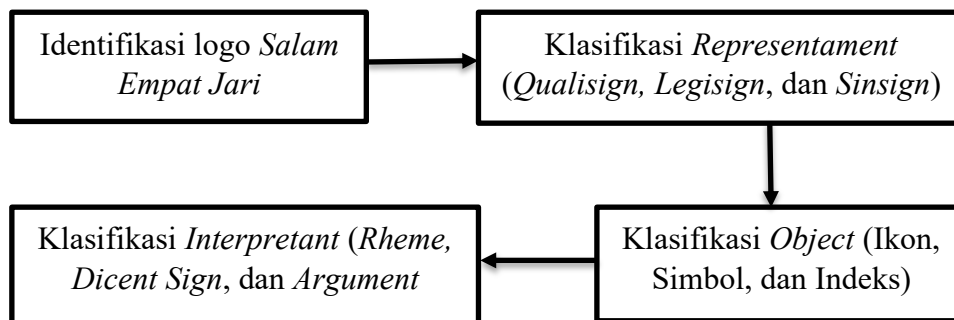 Identifikasi logo Salam
Empat Jari
Klasifikasi Representament
(Qualisign, Legisign, dan Sinsign)
Klasifikasi Object (Ikon,
Simbol, dan Indeks)
Klasifikasi Interpretant (Rheme,
Dicent Sign, dan Argument